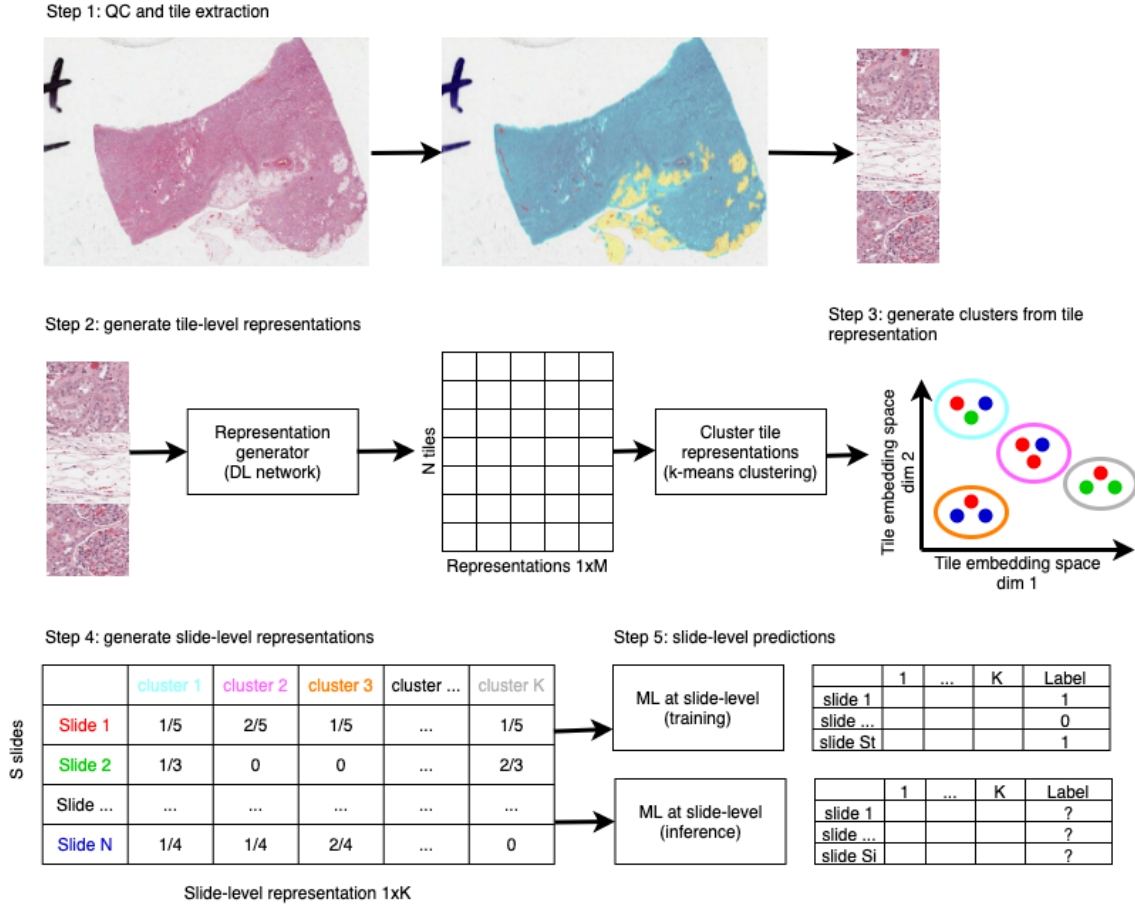 Step 1: QC and tile extraction
Step 2: generate tile-level representations
Step 3: generate clusters from tile
representation
Representation
generator
(DL network)
N tiles
Representations 1xM
Cluster tile
representations
(k-means clustering)
Tile embedding space
dim 2
Tile embedding space
dim 1
Step 4: generate slide-level representations
S slides
cluster 1 cluster 2 cluster 3 cluster ... cluster K
Slide 1 1/5 2/5 1/5 ... 1/5
Slide 2 1/3 0 0 ... 2/3
Slide ... ... ... ... ... ...
Slide N 1/4 1/4 2/4 ... 0
Slide-level representation 1xK
Step 5: slide-level predictions
ML at slide-level
(training)
1 ... K Label
slide 1 1
slide ... 0
slide St 1
ML at slide-level
(inference)
1 ... K Label
slide 1 ?
slide ... ?
slide Si ?